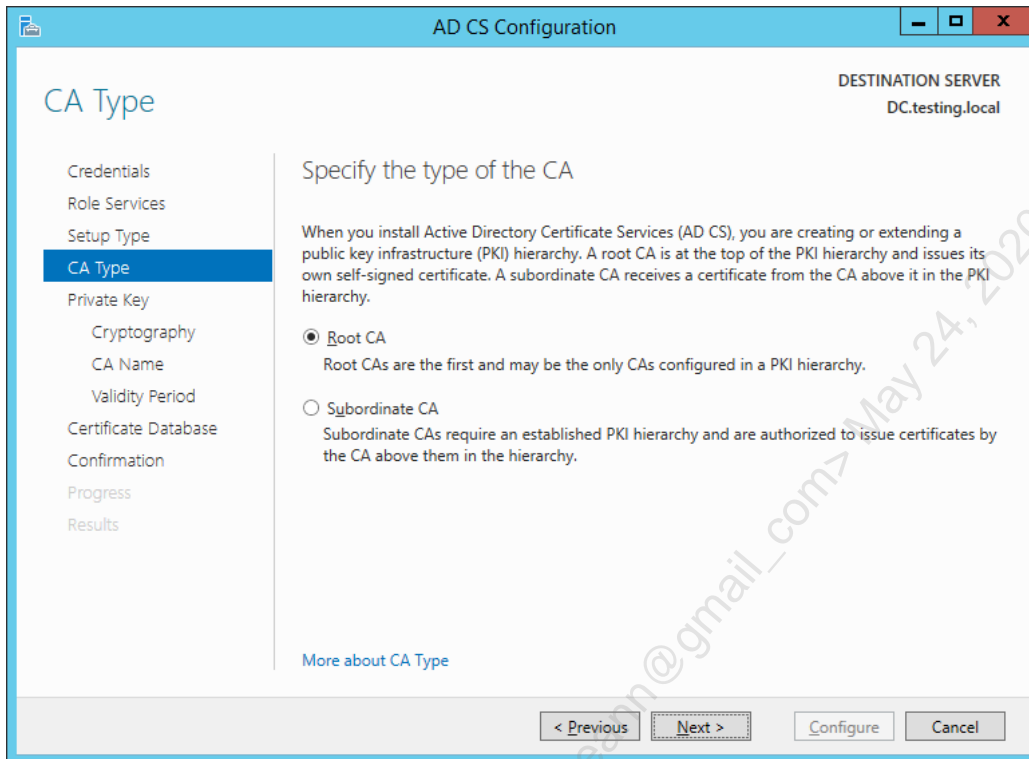 AD CS Configuration
CA Type
DESTINATION SERVER
DC.testing.local
Credentials
Role Services
Setup Type
CA Type
Private Key
Cryptography
CA Name
Validity Period
Certificate Database
Confirmation
Progress
Results
Specify the type of the CA
When you install Active Directory Certificate Services (AD CS), you are creating or extending a
public key infrastructure (PKI) hierarchy. A root CA is at the top of the PKI hierarchy and issues its
own self-signed certificate. A subordinate CA receives a certificate from the CA above it in the PKI
hierarchy.
Root CA
Root CAs are the first and may be the only CAs configured in a PKI hierarchy.
Subordinate CA
Subordinate CAs require an established PKI hierarchy and are authorized to issue certificates by
the CA above them in the hierarchy.
More about CA Type
< Previous
Next >
Configure
Cancel
@gmail_com> May 24, 2020